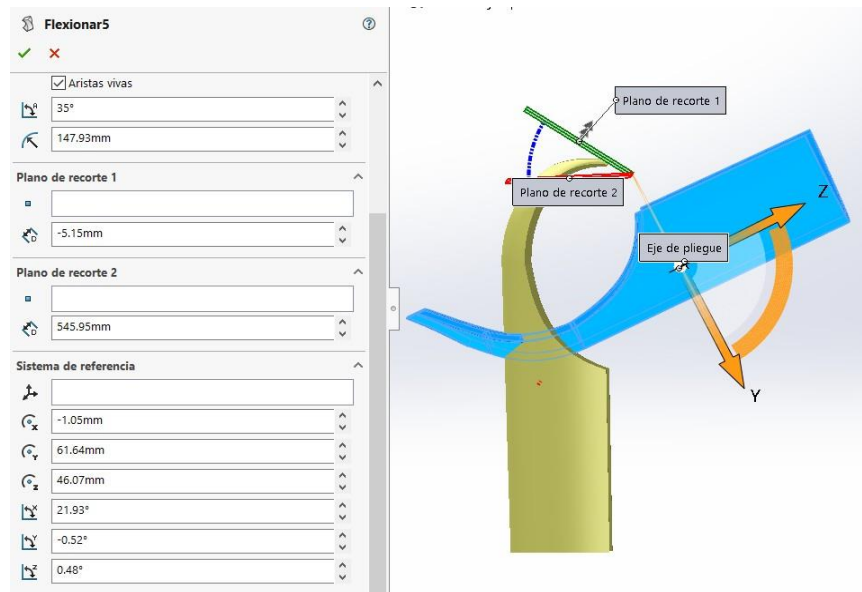 Flexionar5
Aristas vivas
35°
147.93mm
Plano de recorte 1
-5.15mm
Plano de recorte 2
545.95mm
Sistema de referencia
-1.05mm
61.64mm
46.07mm
21.93°
-0.52°
0.48°
Plano de recorte 1
Plano de recorte 2
Z
Eje de pliegue
Y